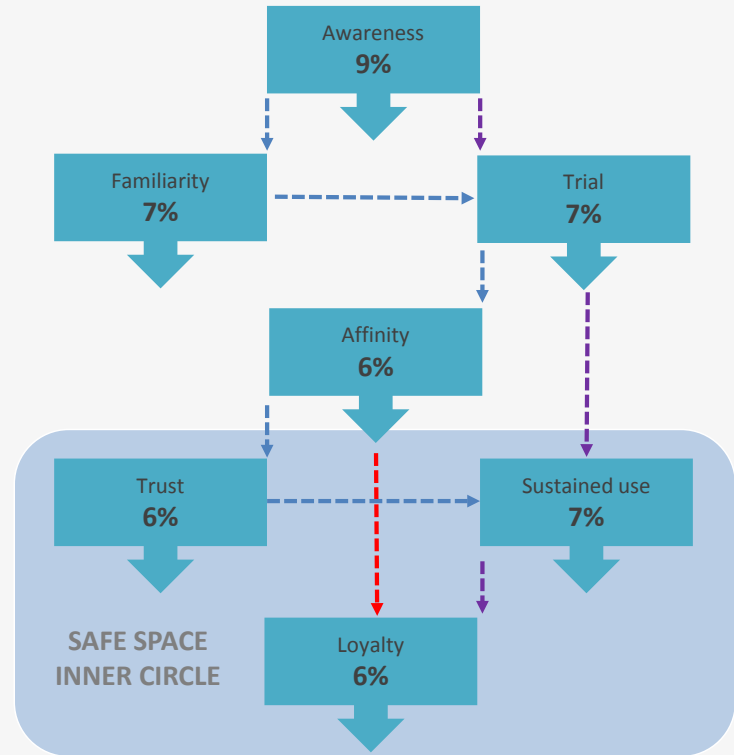 Awareness
9%
Familiarity
7%
Trial
7%
Affinity
6%
Trust
6%
Sustained use
7%
SAFE SPACE
INNER CIRCLE
Loyalty
6%